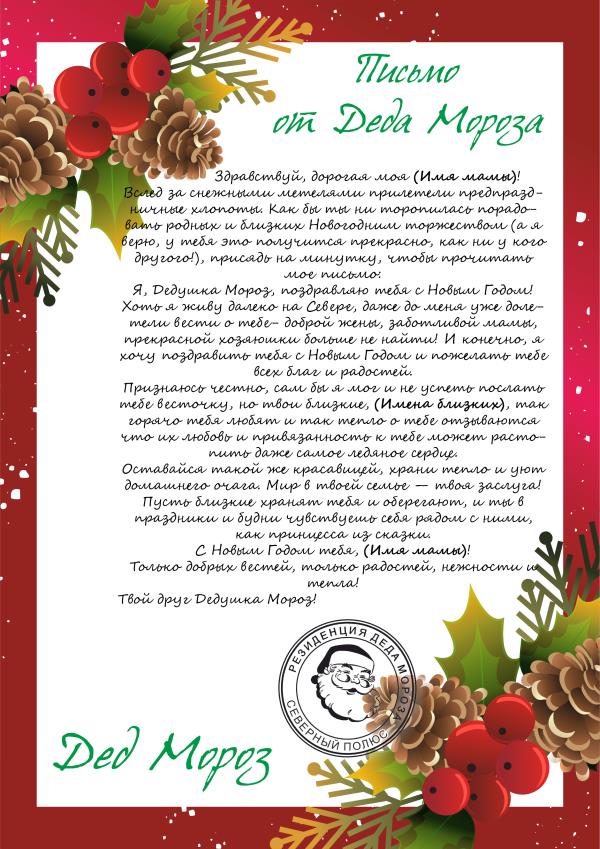 Письмо
от Деда Мороза
Здравствуй, дорогая моя (Имя мамы)!
Вслед за снежными метелями прилетели предпразд-
ничные хлопоты. Как бы ты ни торопилась порадо-
вать родных и близких Новогодним торжеством (а я
верю, у тебя это получится прекрасно, как ни у кого
другого!), присядь на минутку, чтобы прочитать
мое письмо:
Я, Дедушка Мороз, поздравляю тебя с Новым Годом!
Хоть я живу далеко на Севере, даже до меня уже доле-
тели вести о тебе- доброй жены, заботливой мамы,
прекрасной хозяюшки больше не найти! И конечно, я
хочу поздравить тебя с Новым Годом и пожелать тебе
всех благ и радостей.
Признаюсь честно, сам бы я мог и не успеть послать
тебе весточку, но твои близкие, (Имена близких), так
горячо тебя любят и так тепло о тебе отзываются
что их любовь и привязанность к тебе может расто-
пить даже самое ледяное сердце.
Оставайся такой же красавицей, храни тепло и уют
домашнего очага. Мир в твоей семье — твоя заслуга!
Пусть близкие хранят тебя и оберегают, и ты в
праздники и будни чувствуешь себя рядом с ними,
как принцесса из сказки.
С Новым Годом тебя, (Имя мамы)!
Только добрых вестей, только радостей, нежности и
тепла!
Твой друг Дедушка Мороз!
РЕЗИДЕНЦИЯ ДЕДА МОРОЗА
СЕВЕРНЫЙ ПОЛЮС
Дед Мороз